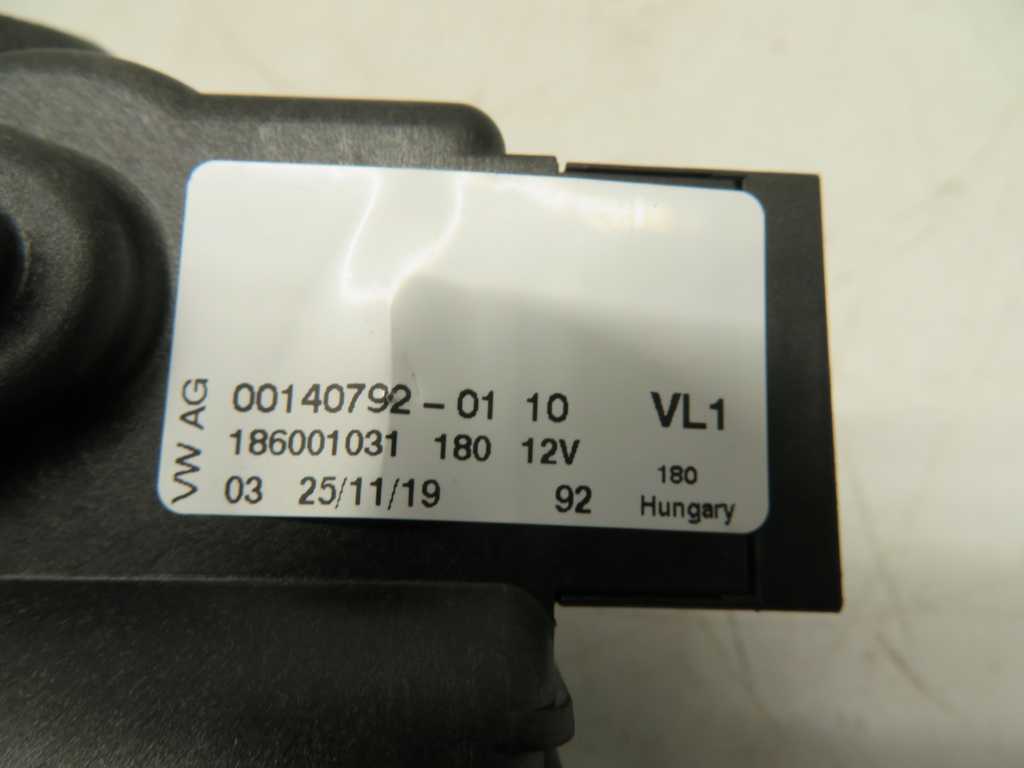 VW AG
00140792-01 10 VL1
186001031 180 12V 180
03 25/11/19 92 Hungary